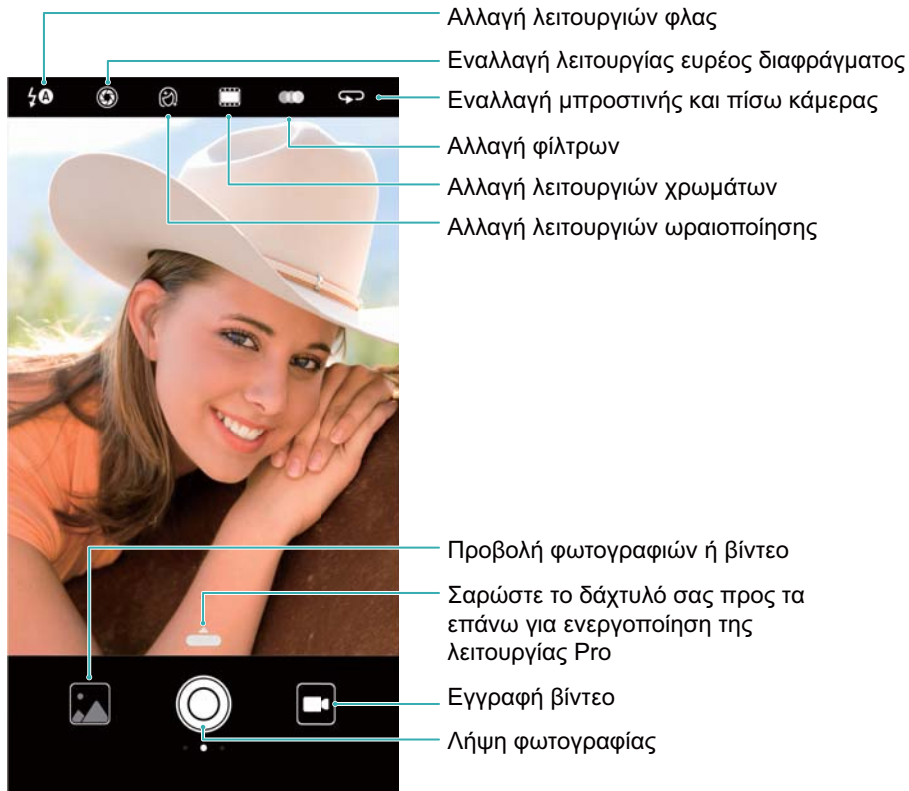 Αλλαγή λειτουργιών φλας
Εναλλαγή λειτουργίας ευρέος διαφράγματος
Εναλλαγή μπροστινής και πίσω κάμερας
Αλλαγή φίλτρων
Αλλαγή λειτουργιών χρωμάτων
Αλλαγή λειτουργιών ωραιοποίησης
Προβολή φωτογραφιών ή βίντεο
Σαρώστε το δάχτυλό σας προς τα
επάνω για ενεργοποίηση της
λειτουργίας Pro
Εγγραφή βίντεο
Λήψη φωτογραφίας